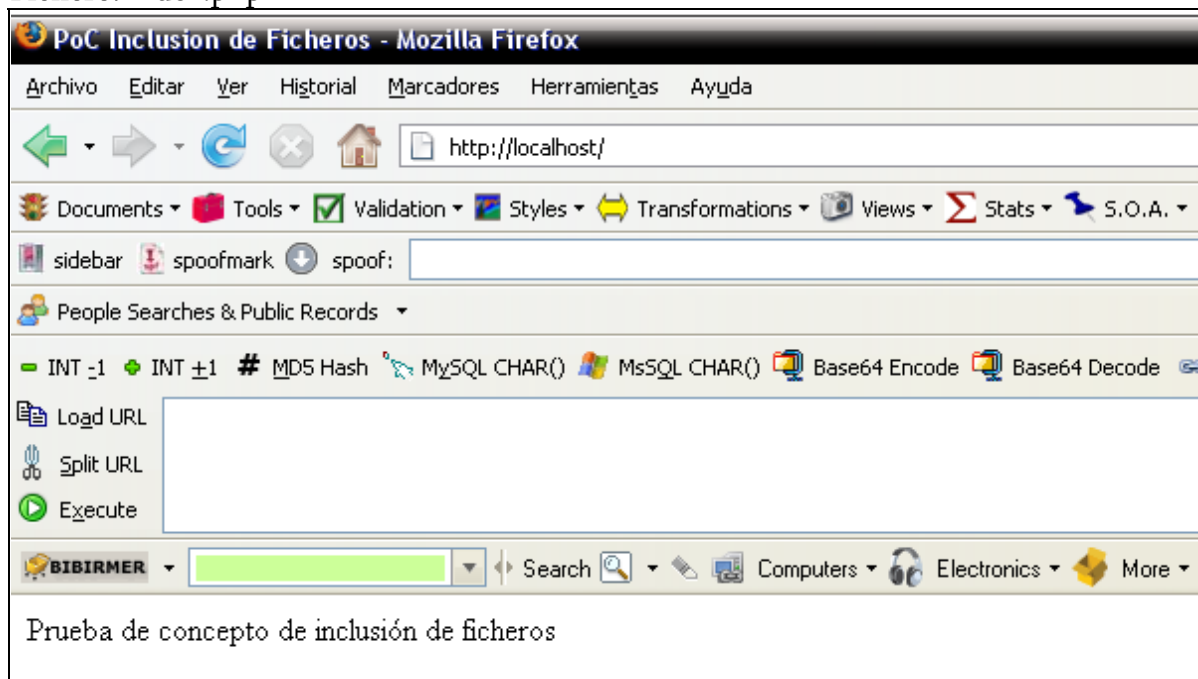 PoC Inclusion de Ficheros - Mozilla Firefox
Archivo Editar Ver Historial Marcadores Herramientas Ayuda
http://localhost/
Documents Tools Validation Styles Transformations Views Stats S.O.A.
sidebar spoofmark spoof:
People Searches & Public Records
INT -1 INT +1 # MD5 Hash MySQL CHAR() MsSQL CHAR() Base64 Encode Base64 Decode
Load URL
Split URL
Execute
BIBIRMER Search Computers Electronics More
Prueba de concepto de inclusión de ficheros